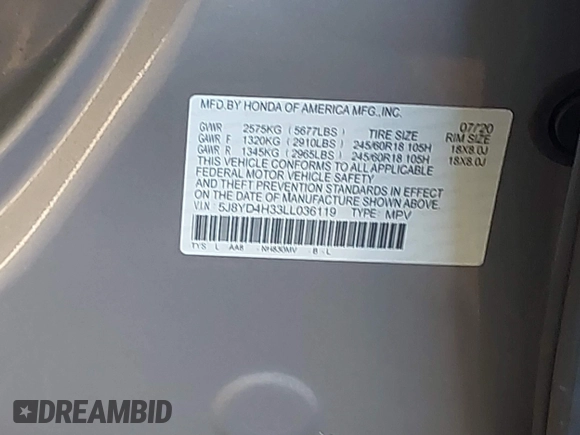 MFD. BY HONDA OF AMERICA MFG., INC.
07/20
GVWR 2575KG (5677LBS) TIRE SIZE RIM SIZE
GAWR F 1320KG (2910LBS) 245/60R18 105H 18X8.0J
GAWR R 1345KG (2965LBS) 245/60R18 105H 18X8.0J
THIS VEHICLE CONFORMS TO ALL APPLICABLE
FEDERAL MOTOR VEHICLE SAFETY
AND THEFT PREVENTION STANDARDS IN EFFECT
ON THE DATE OF MANUFACTURE SHOWN ABOVE.
V.I.N. 5J8YD4H33LL036119 TYPE MPV
TYS L AA8 NH830MV B - L
DREAMBID